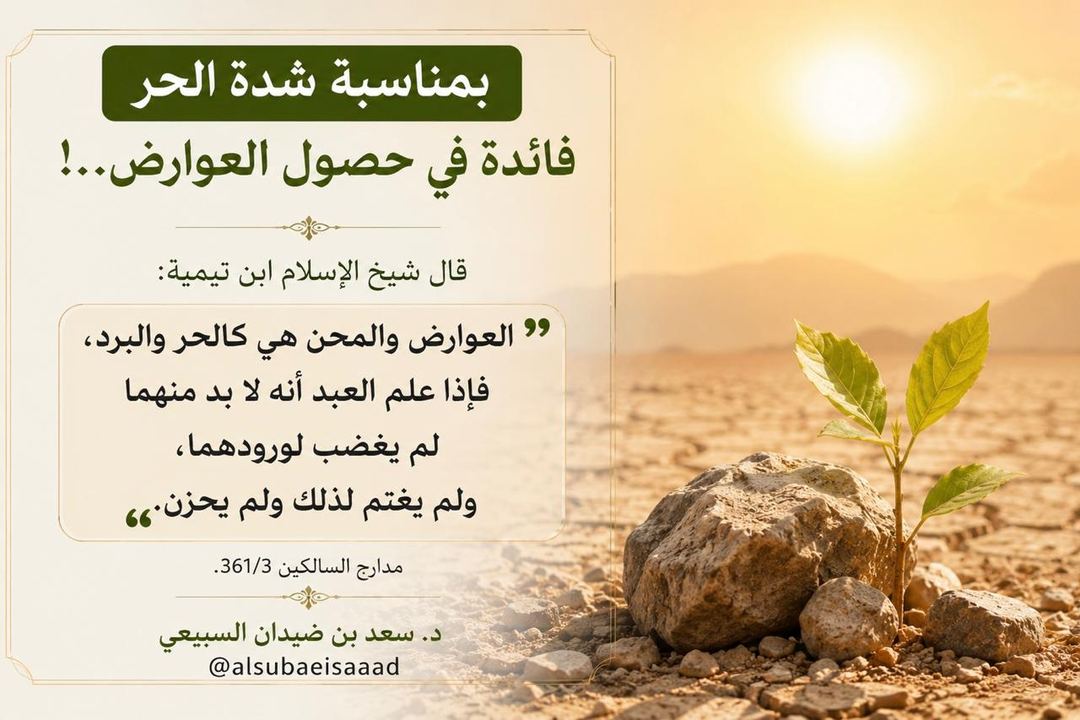 بمناسبة شدة الحر
فائدة في حصول العوارض..!
قال شيخ الإسلام ابن تيمية:
” العوارض والمحن هي كالحر والبرد،
فإذا علم العبد أنه لا بد منهما
لم يغضب لورودهما،
ولم يغتم لذلك ولم يحزن. “
مدارج السالكين 361/3.
د. سعد بن ضيدان السبيعي
@alsubaeisaaad